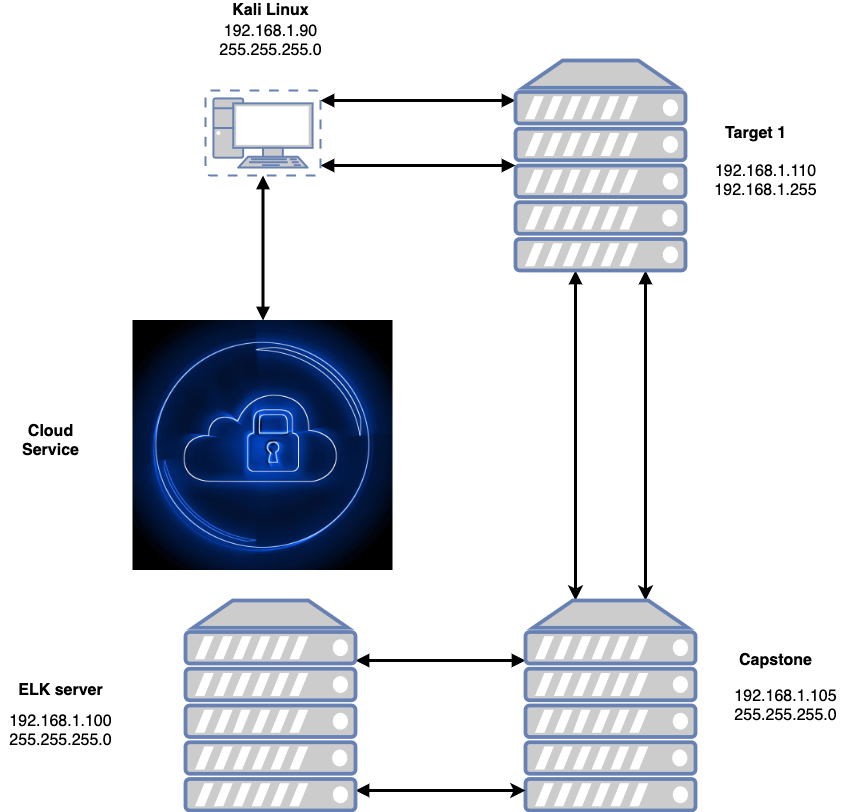 Kali Linux
192.168.1.90
255.255.255.0
Target 1
192.168.1.110
192.168.1.255
Cloud
Service
ELK server
192.168.1.100
255.255.255.0
Capstone
192.168.1.105
255.255.255.0